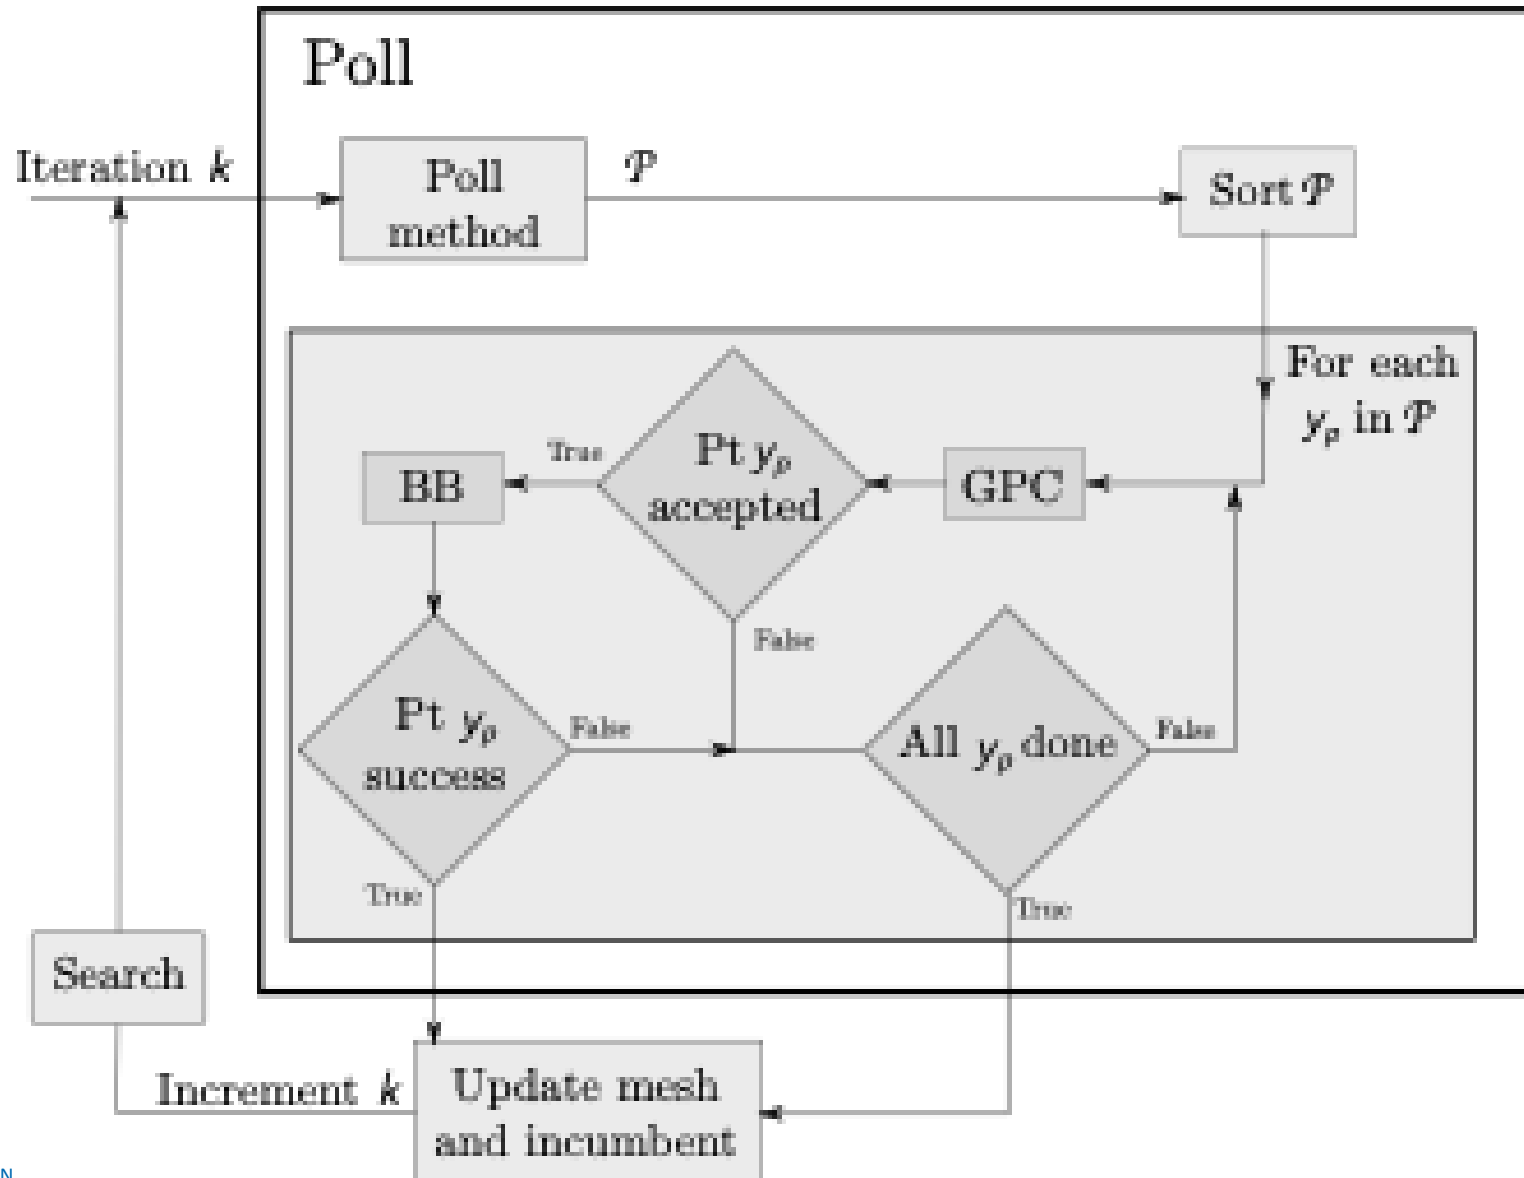 Poll
Iteration k
Poll
method
𝒫
Sort 𝒫
For each
y_p in 𝒫
True
Pt y_p
accepted
BB
GPC
False
Pt y_p
success
False
All y_p done
False
True
True
Search
Increment k
Update mesh
and incumbent
N